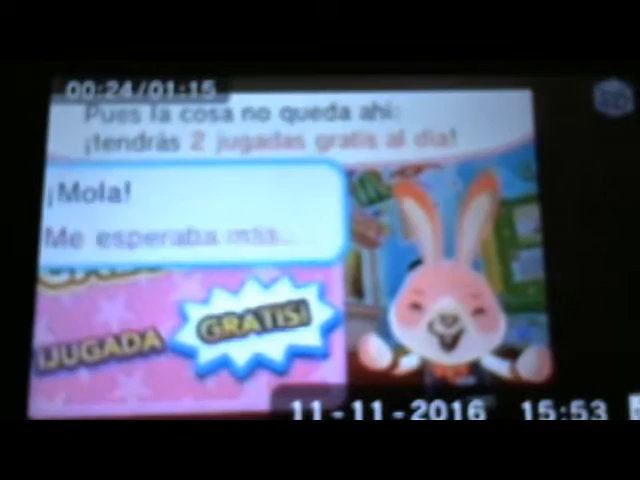 00:24/01:15
Pues la cosa no queda ahí:
¡tendrás 2 jugadas gratis al día!
¡Mola!
Me esperaba más...
¡JUGADA GRATIS!
11-11-2016 15:53